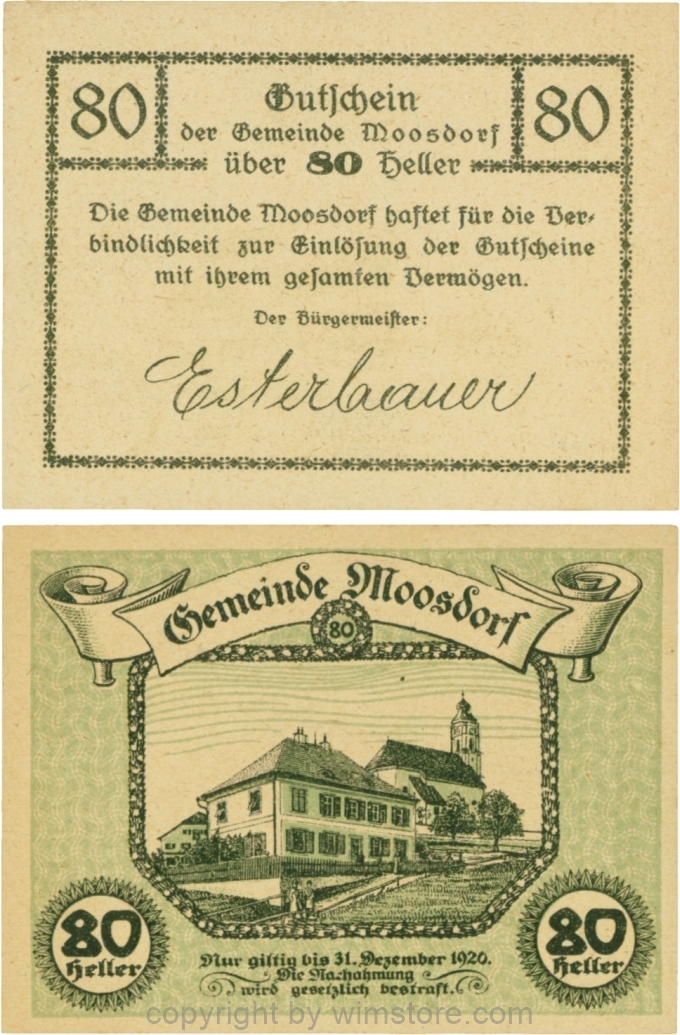 80
Gutschein
80
der Gemeinde Moosdorf
über 80 Heller
Die Gemeinde Moosdorf haftet für die Ver-
bindlichkeit zur Einlösung der Gutscheine
mit ihrem gesamten Vermögen.
Der Bürgermeister:
Esterbauer
Gemeinde Moosdorf
80
80
Heller
80
Heller
Nur giltig bis 31. Dezember 1920.
Die Nachahmung
wird gesetzlich bestraft.
copyright by wimstore.com